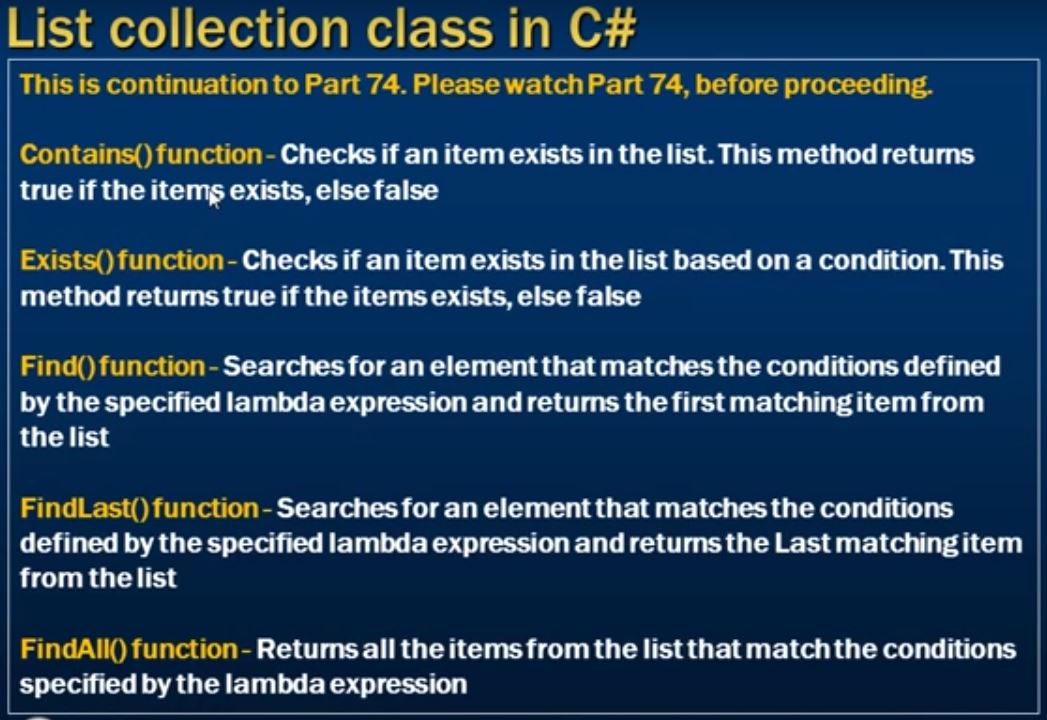 List collection class in C#
This is continuation to Part 74. Please watch Part 74, before proceeding.
Contains() function - Checks if an item exists in the list. This method returns
true if the items exists, else false
Exists() function - Checks if an item exists in the list based on a condition. This
method returns true if the items exists, else false
Find() function - Searches for an element that matches the conditions defined
by the specified lambda expression and returns the first matching item from
the list
FindLast() function - Searches for an element that matches the conditions
defined by the specified lambda expression and returns the Last matching item
from the list
FindAll() function - Returns all the items from the list that match the conditions
specified by the lambda expression